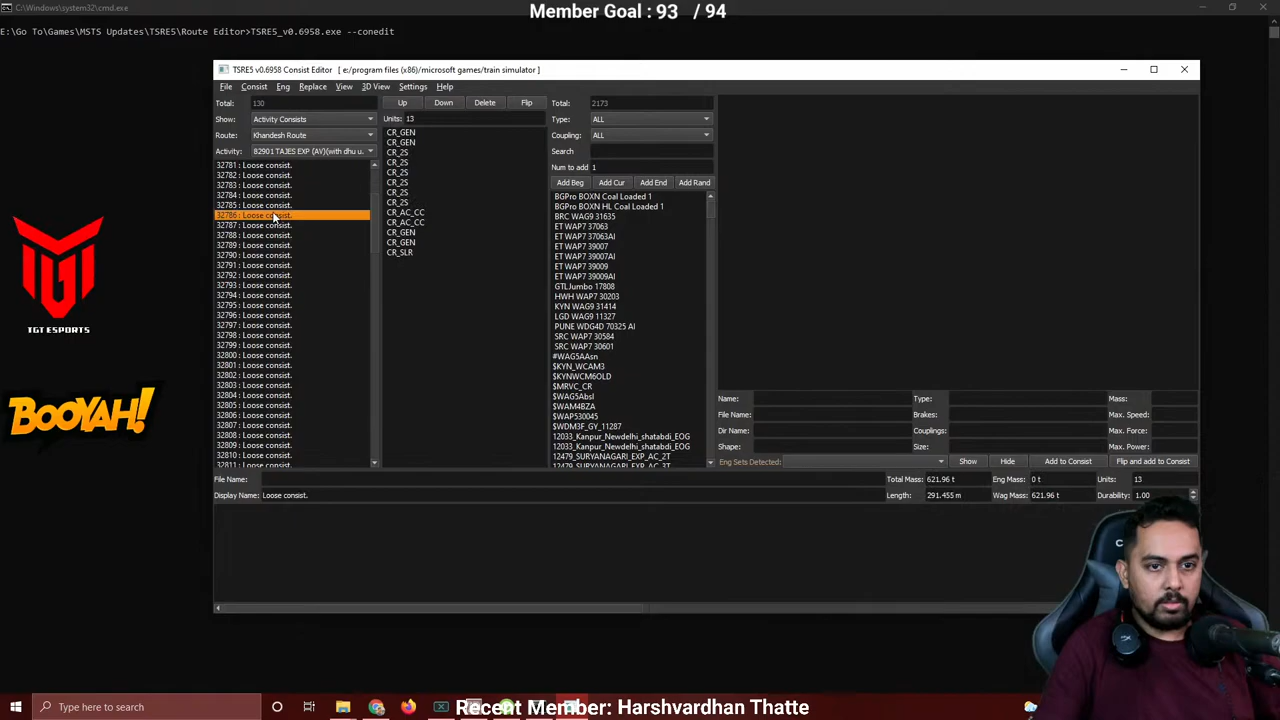 C:\Windows\system32\cmd.exe
Member Goal : 93 / 94
E:\Go To\Games\MSTS Updates\TSRE5\Route Editor>TSRE5_v0.6958.exe --conedit
TSRE5 v0.6958 Consist Editor [ e:/program files (x86)/microsoft games/train simulator ]
File Consist Eng Replace View 3D View Settings Help
Total: 130
Show: Activity Consists
Route: Khandesh Route
Activity: 82901 TAJES EXP (AV)(with dhu u.
32781 : Loose consist.
32782 : Loose consist.
32783 : Loose consist.
32784 : Loose consist.
32785 : Loose consist.
32786 : Loose consist.
32787 : Loose consist.
32788 : Loose consist.
32789 : Loose consist.
32790 : Loose consist.
32791 : Loose consist.
32792 : Loose consist.
32793 : Loose consist.
32794 : Loose consist.
32795 : Loose consist.
32796 : Loose consist.
32797 : Loose consist.
32798 : Loose consist.
32799 : Loose consist.
32800 : Loose consist.
32801 : Loose consist.
32802 : Loose consist.
32803 : Loose consist.
32804 : Loose consist.
32805 : Loose consist.
32806 : Loose consist.
32807 : Loose consist.
32808 : Loose consist.
32809 : Loose consist.
32810 : Loose consist.
32811 : Loose consist.
Up Down Delete Flip
Units: 13
CR_GEN
CR_GEN
CR_2S
CR_2S
CR_2S
CR_2S
CR_2S
CR_2S
CR_AC_CC
CR_AC_CC
CR_GEN
CR_GEN
CR_SLR
Total: 2173
Type: ALL
Coupling: ALL
Search
Num to add 1
Add Beg Add Cur Add End Add Rand
BGPro BOXN Coal Loaded 1
BGPro BOXN HL Coal Loaded 1
BRC WAG9 31635
ET WAP7 37063
ET WAP7 37063AI
ET WAP7 39007
ET WAP7 39007AI
ET WAP7 39009
ET WAP7 39009AI
GTLJumbo 17808
HWH WAP7 30203
KYN WAG9 31414
LGD WAG9 11327
PUNE WDG4D 70325 AI
SRC WAP7 30584
SRC WAP7 30601
#WAG5AAsn
$KYN_WCAM3
$KYNWCM6OLD
$MRVC_CR
$WAG5Absl
$WAM4BZA
$WAP530045
$WDM3F_GY_11287
12033_Kanpur_Newdelhi_shatabdi_EOG
12033_Kanpur_Newdelhi_shatabdi_EOG
12479_SURYANAGARI_EXP_AC_2T
12479_SURYANAGARI_EXP_AC_3T
Name: Type: Mass:
File Name: Brakes: Max. Speed:
Dir Name: Couplings: Max. Force:
Shape: Size: Max. Power:
Eng Sets Detected: Show Hide Add to Consist Flip and add to Consist
File Name: Total Mass: 621.96 t Eng Mass: 0 t Units: 13
Display Name: Loose consist. Length: 291.455 m Wag Mass: 621.96 t Durability: 1.00
TGT ESPORTS
BOOYAH!
Type here to search
Recent Member: Harshvardhan Thatte